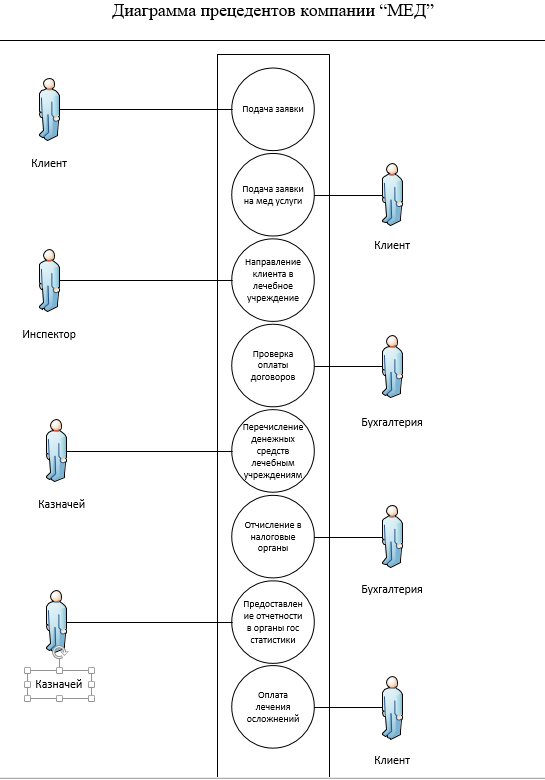 Диаграмма прецедентов компании “МЕД”
Подача заявки
Клиент
Подача заявки
на мед услуги
Клиент
Направление
клиента в
лечебное
учреждение
Инспектор
Проверка
оплаты
договоров
Бухгалтерия
Перечисление
денежных
средств
лечебным
учреждениям
Казначей
Отчисление в
налоговые
органы
Бухгалтерия
Предоставлен
ие отчетности
в органы гос
статистики
Казначей
Оплата
лечения
осложнений
Клиент